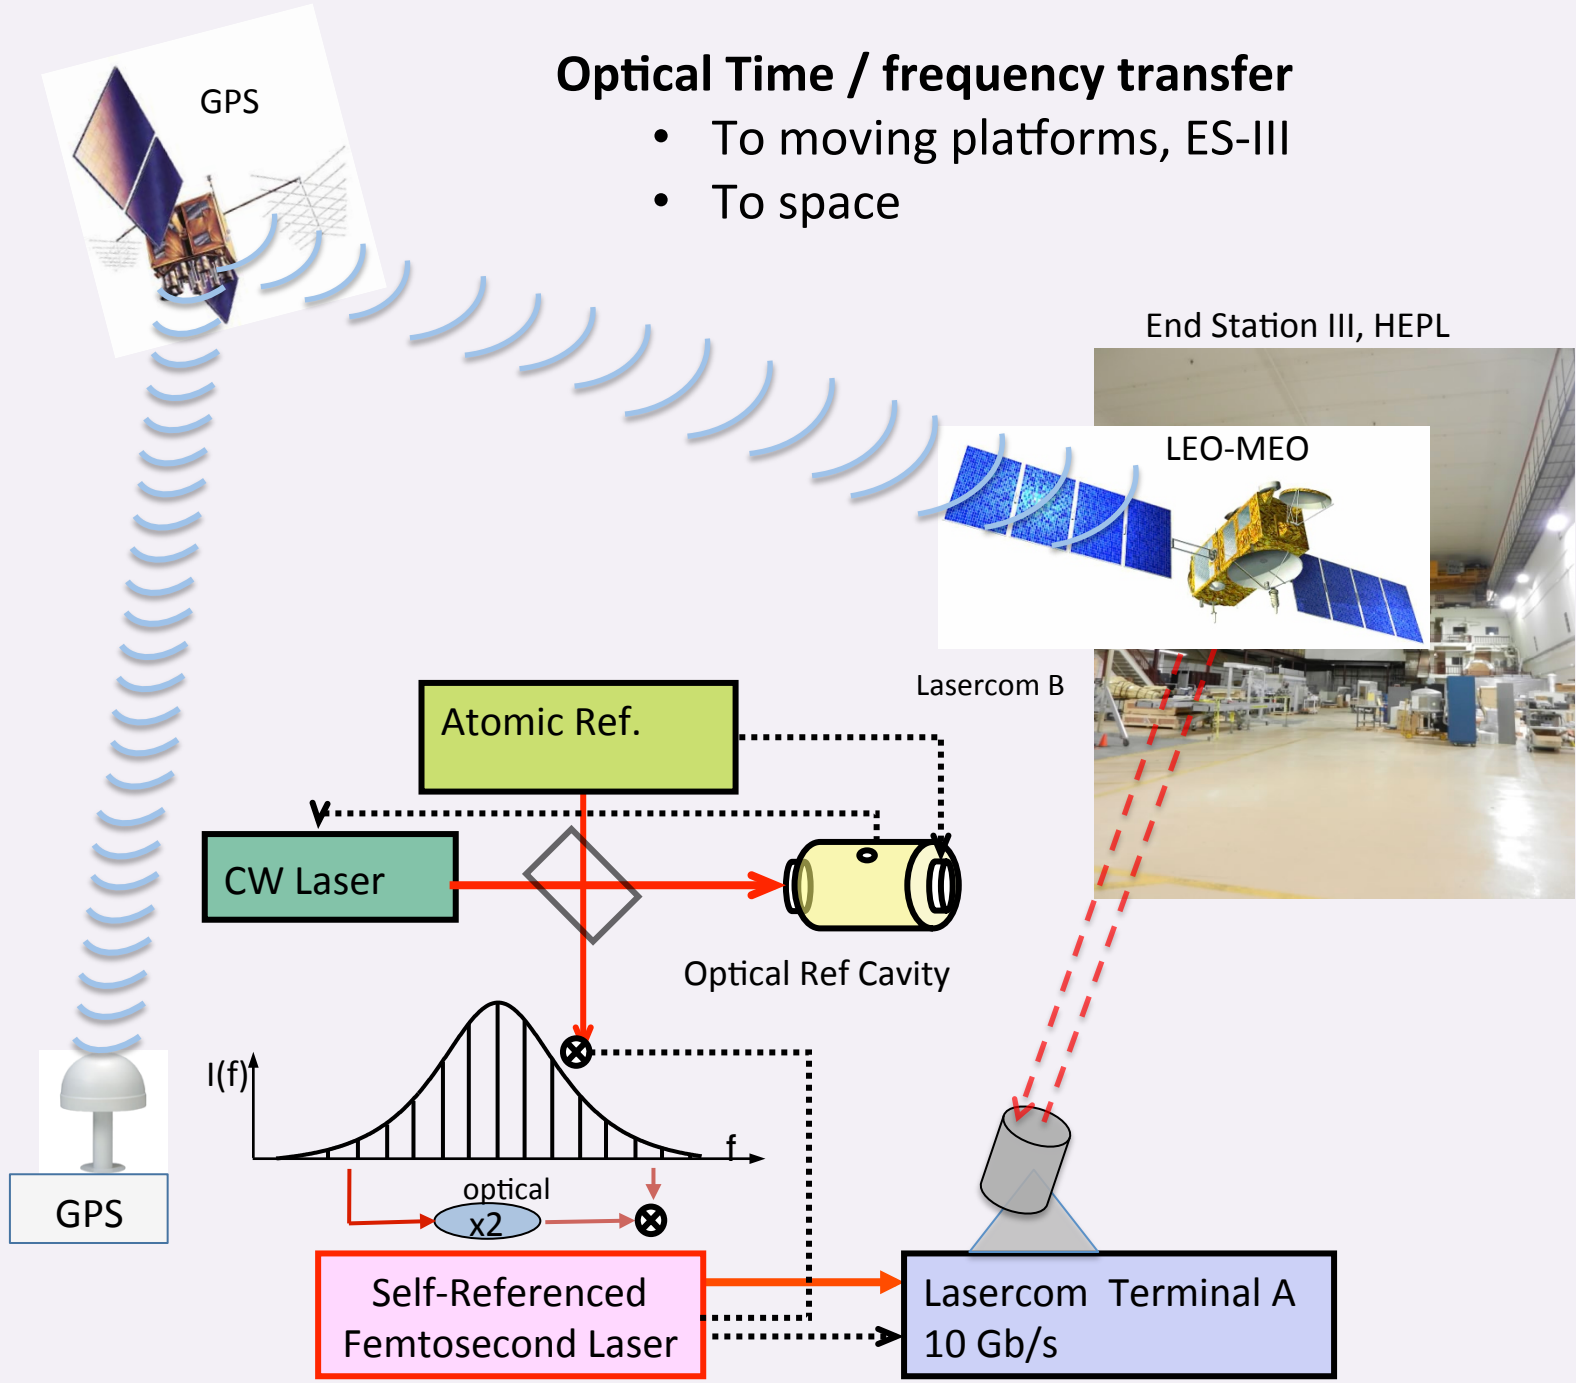 Optical Time / frequency transfer
• To moving platforms, ES-III
• To space
GPS
End Station III, HEPL
LEO-MEO
Lasercom B
Atomic Ref.
CW Laser
Optical Ref Cavity
I(f)
f
optical
x2
GPS
Self-Referenced
Femtosecond Laser
Lasercom Terminal A
10 Gb/s